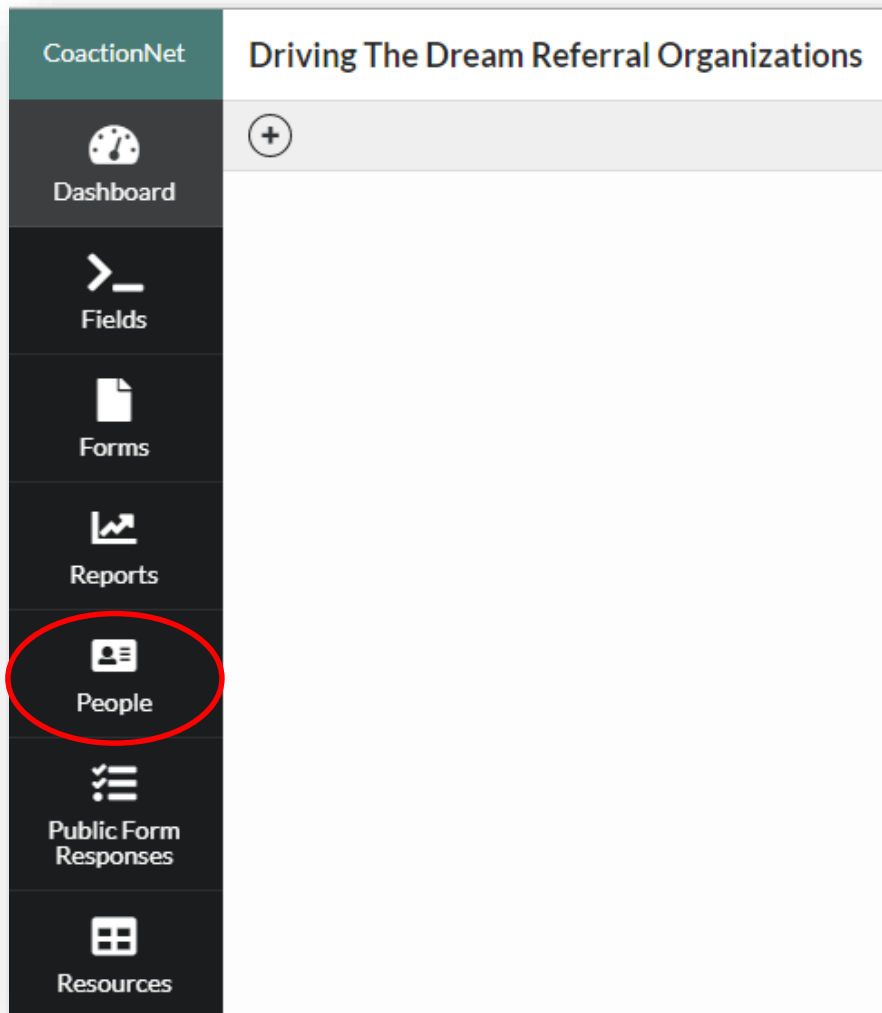 CoactionNet
Driving The Dream Referral Organizations
Dashboard
Fields
Forms
Reports
People
Public Form
Responses
Resources